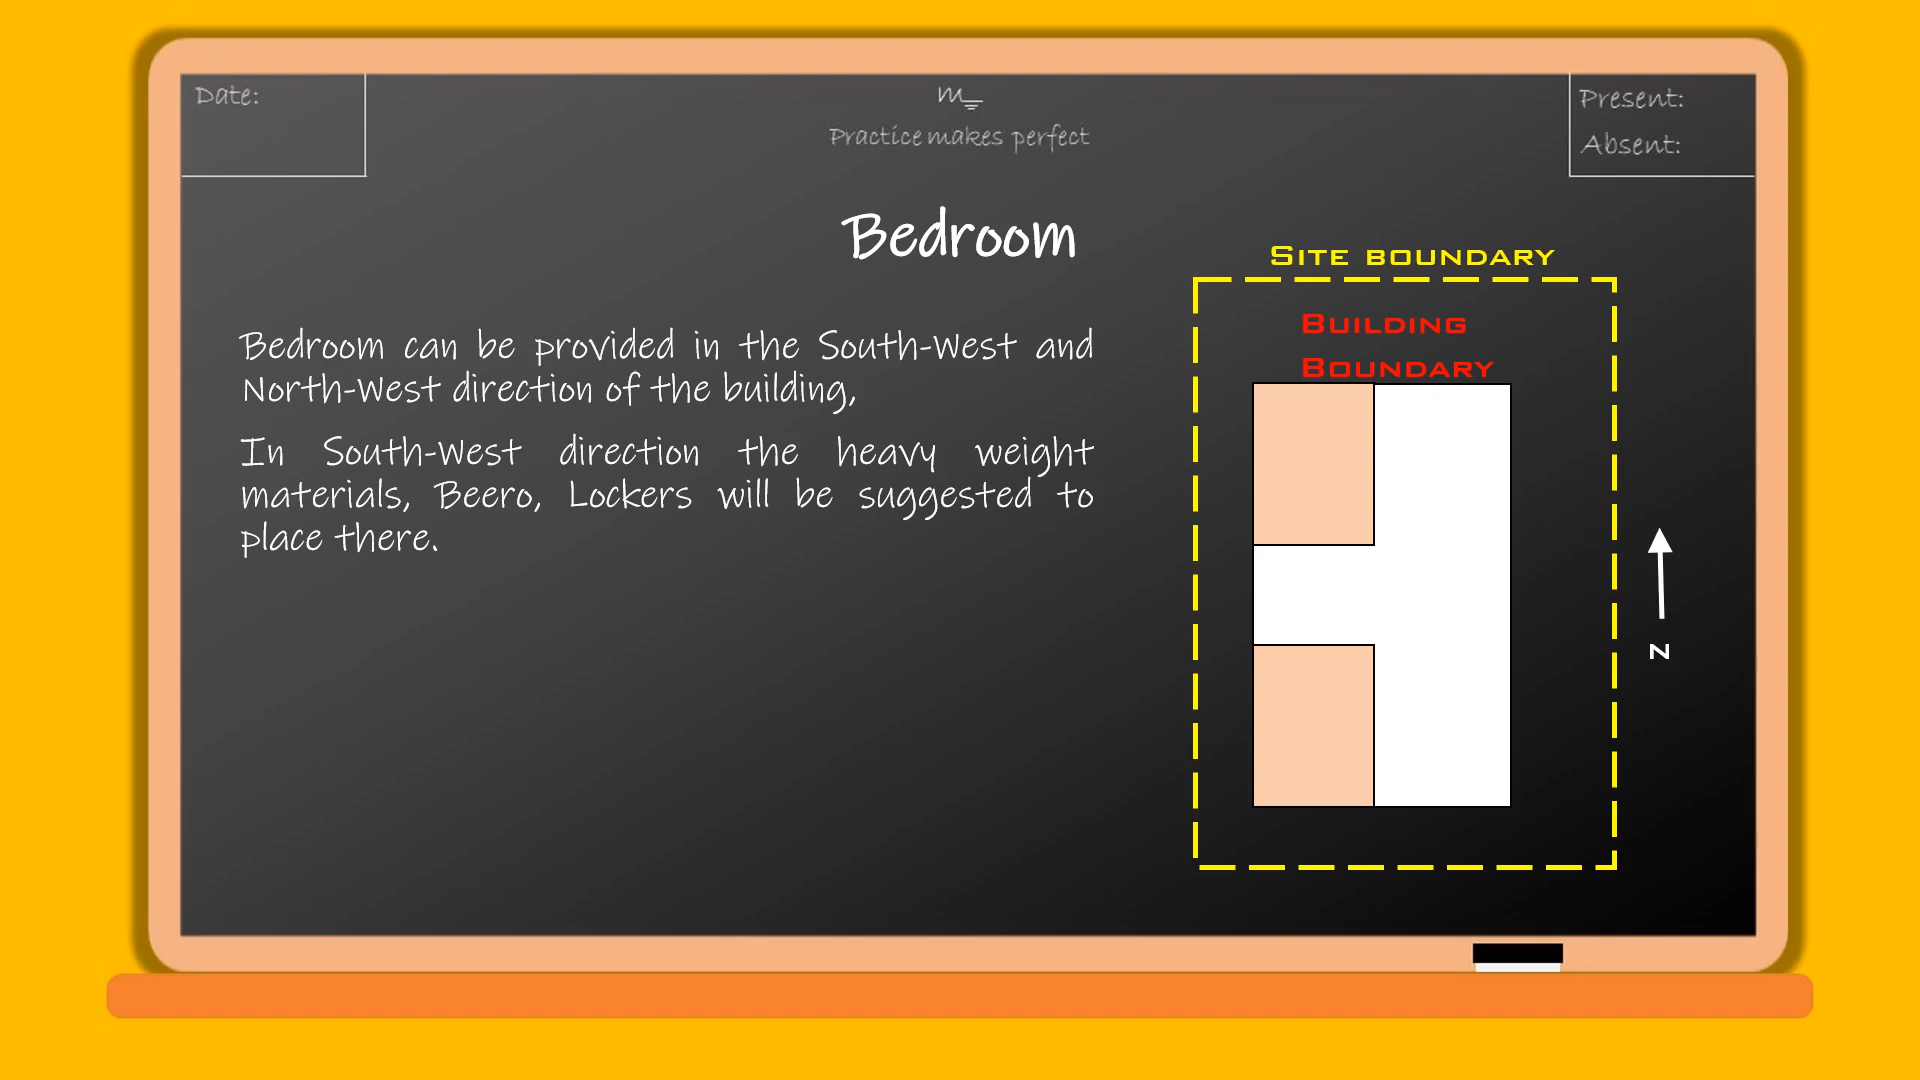 Date:
m
Practice makes perfect
Present:
Absent:
Bedroom
Bedroom can be provided in the South-West and
North-West direction of the building,
In South-West direction the heavy weight
materials, Beero, Lockers will be suggested to
place there.
Site boundary
Building
Boundary
N